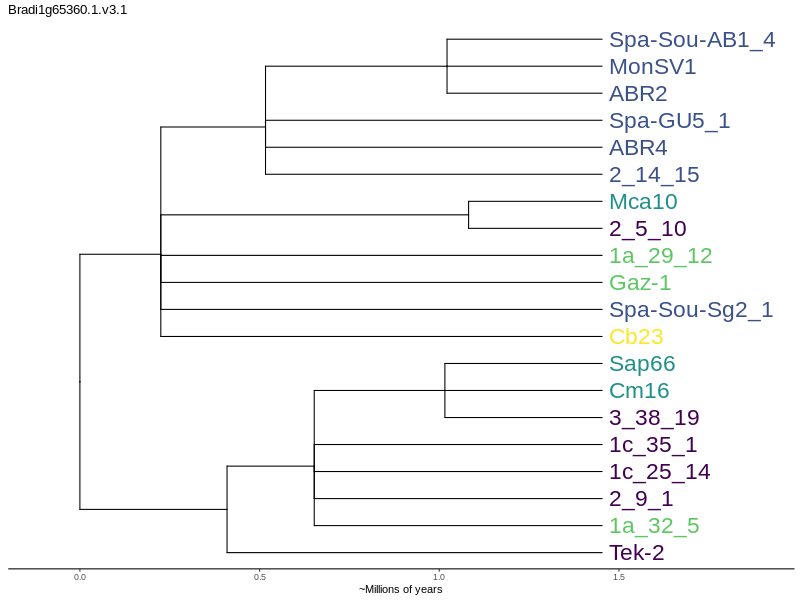 Bradi1g65360.1.v3.1
Spa-Sou-AB1_4
MonSV1
ABR2
Spa-GU5_1
ABR4
2_14_15
Mca10
2_5_10
1a_29_12
Gaz-1
Spa-Sou-Sg2_1
Cb23
Sap66
Cm16
3_38_19
1c_35_1
1c_25_14
2_9_1
1a_32_5
Tek-2
0.0 0.5 1.0 1.5
~Millions of years